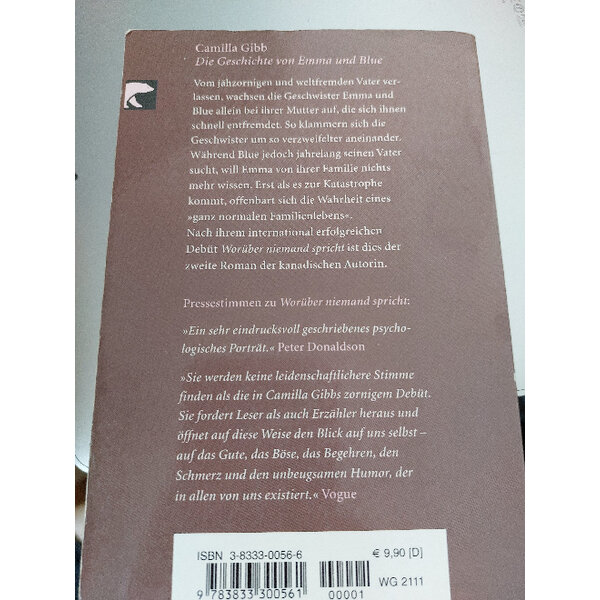 Camilla Gibb
Die Geschichte von Emma und Blue
Vom jähzornigen und weltfremden Vater ver-
lassen, wachsen die Geschwister Emma und
Blue allein bei ihrer Mutter auf, die sich ihnen
schnell entfremdet. So klammern sich die
Geschwister um so verzweifelter aneinander.
Während Blue jedoch jahrelang seinen Vater
sucht, will Emma von ihrer Familie nichts
mehr wissen. Erst als es zur Katastrophe
kommt, offenbart sich die Wahrheit eines
»ganz normalen Familienlebens«.
Nach ihrem international erfolgreichen
Debüt Worüber niemand spricht ist dies der
zweite Roman der kanadischen Autorin.
Pressestimmen zu Worüber niemand spricht:
»Ein sehr eindrucksvoll geschriebenes psycho-
logisches Porträt.« Peter Donaldson
»Sie werden keine leidenschaftlichere Stimme
finden als die in Camilla Gibbs zornigem Debüt.
Sie fordert Leser als auch Erzähler heraus und
öffnet auf diese Weise den Blick auf uns selbst –
auf das Gute, das Böse, das Begehren, den
Schmerz und den unbeugsamen Humor, der
in allen von uns existiert.« Vogue
ISBN 3-8333-0056-6
€ 9,90 [D]
9 783833 300561
00001
WG 2111